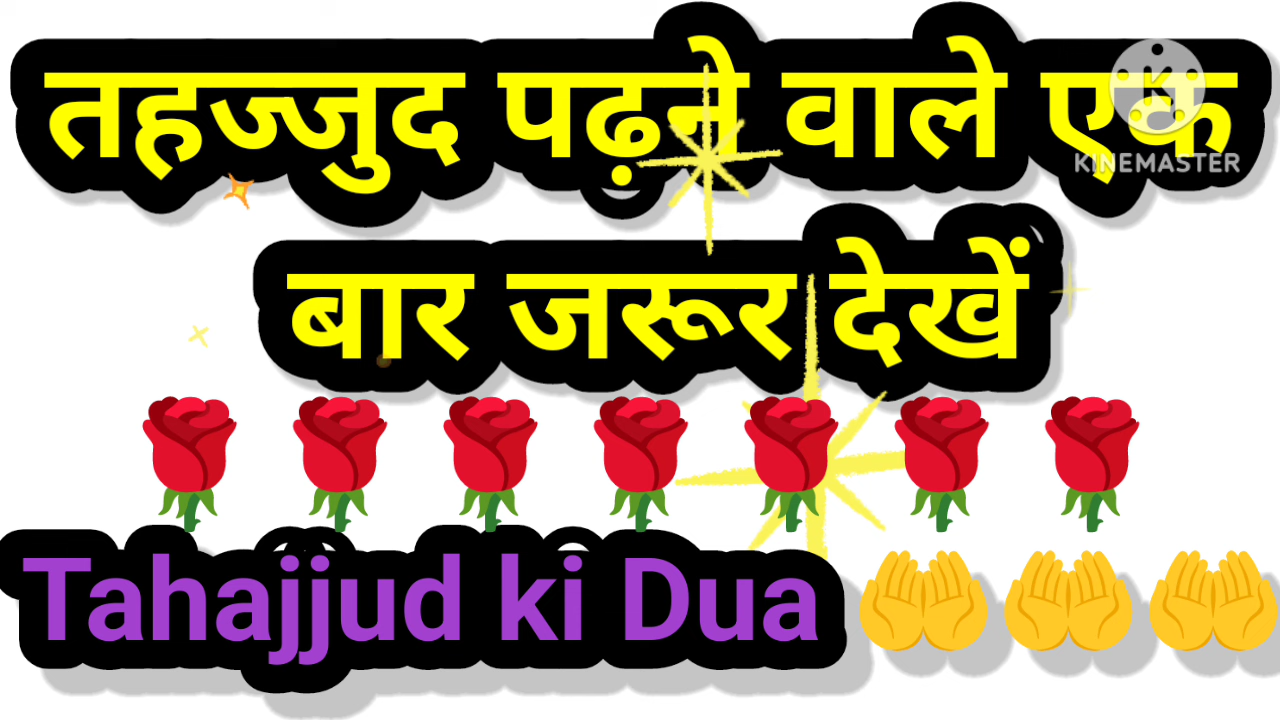 तहज्जुद पढ़ने वाले एक
KINEMASTER
बार जरूर देखें
Tahajjud ki Dua